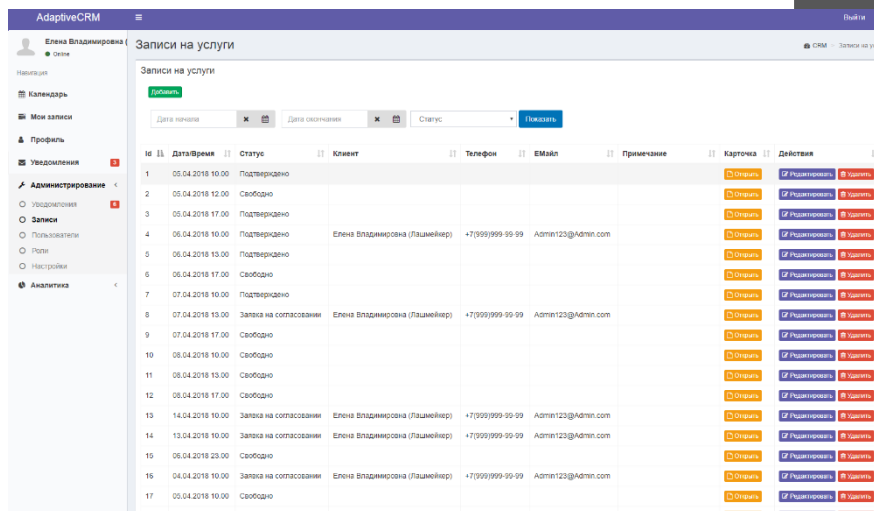 AdaptiveCRM
Выйти
Елена Владимировна (
Online
Записи на услуги
CRM
Навигация
Записи на услуги
Календарь
Добавить
Мои записи
Дата начала
Дата окончания
Статус
Показать
Профиль
Уведомления 3
Id Дата/Время Статус Клиент Телефон ЕМайл Примечание Карточка Действия
Администрирование
Уведомления 6
Записи
Пользователи
Роли
Настройки
Аналитика
1 05.04.2018 10.00 Подтверждено Открыть Редактировать Удалить
2 05.04.2018 12.00 Свободно Открыть Редактировать Удалить
3 05.04.2018 17.00 Подтверждено Открыть Редактировать Удалить
4 06.04.2018 10.00 Подтверждено Елена Владимировна (Лашмейкер) +7(999)999-99-99 Admin123@Admin.com Открыть Редактировать Удалить
5 06.04.2018 13.00 Подтверждено Открыть Редактировать Удалить
6 06.04.2018 17.00 Свободно Открыть Редактировать Удалить
7 07.04.2018 10.00 Подтверждено Открыть Редактировать Удалить
8 07.04.2018 13.00 Заявка на согласовании Елена Владимировна (Лашмейкер) +7(999)999-99-99 Admin123@Admin.com Открыть Редактировать Удалить
9 07.04.2018 17.00 Свободно Открыть Редактировать Удалить
10 08.04.2018 10.00 Свободно Открыть Редактировать Удалить
11 08.04.2018 13.00 Свободно Открыть Редактировать Удалить
12 08.04.2018 17.00 Свободно Открыть Редактировать Удалить
13 14.04.2018 10.00 Заявка на согласовании Елена Владимировна (Лашмейкер) +7(999)999-99-99 Admin123@Admin.com Открыть Редактировать Удалить
14 13.04.2018 10.00 Заявка на согласовании Елена Владимировна (Лашмейкер) +7(999)999-99-99 Admin123@Admin.com Открыть Редактировать Удалить
15 06.04.2018 23.00 Свободно Открыть Редактировать Удалить
16 04.04.2018 10.00 Заявка на согласовании Елена Владимировна (Лашмейкер) +7(999)999-99-99 Admin123@Admin.com Открыть Редактировать Удалить
17 05.04.2018 10.00 Свободно Открыть Редактировать Удалить